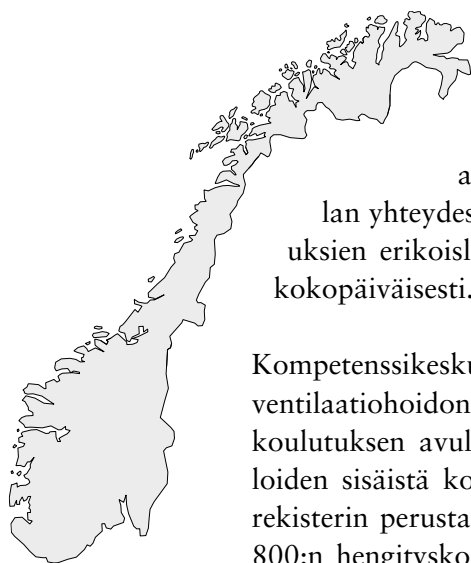 a
lan yhteydes
uksien erikoisl
kokopäiväisesti.
Kompetenssikesku
ventilaatiohoidon
koulutuksen avul
loiden sisäistä ko
rekisterin perusta
800:n hengitysko